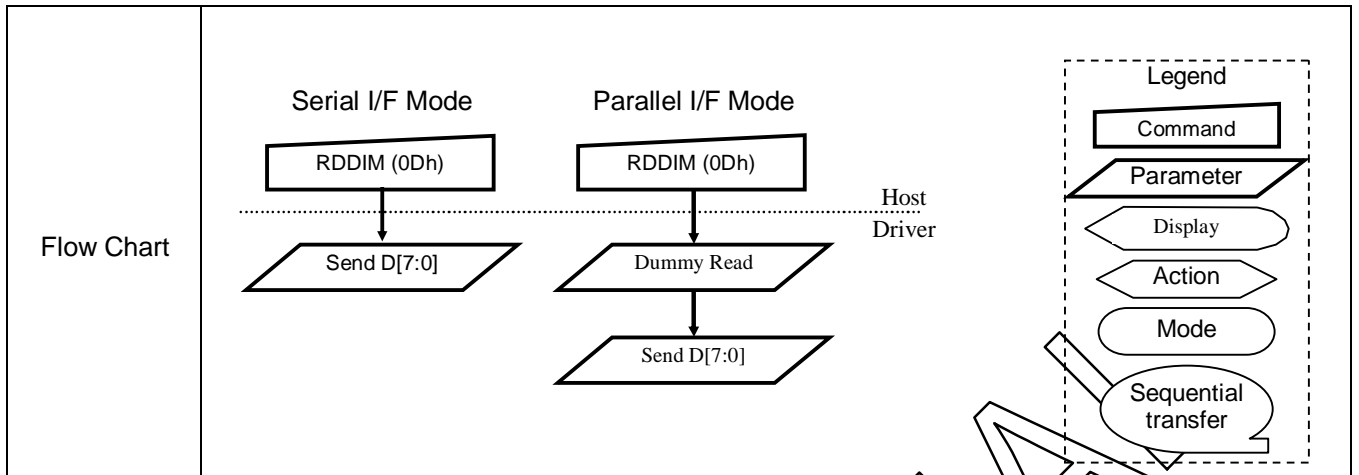 Flow Chart
Serial I/F Mode
RDDIM (0Dh)
Send D[7:0]
Parallel I/F Mode
RDDIM (0Dh)
Dummy Read
Send D[7:0]
Host
Driver
Legend
Command
Parameter
Display
Action
Mode
Sequential
transfer